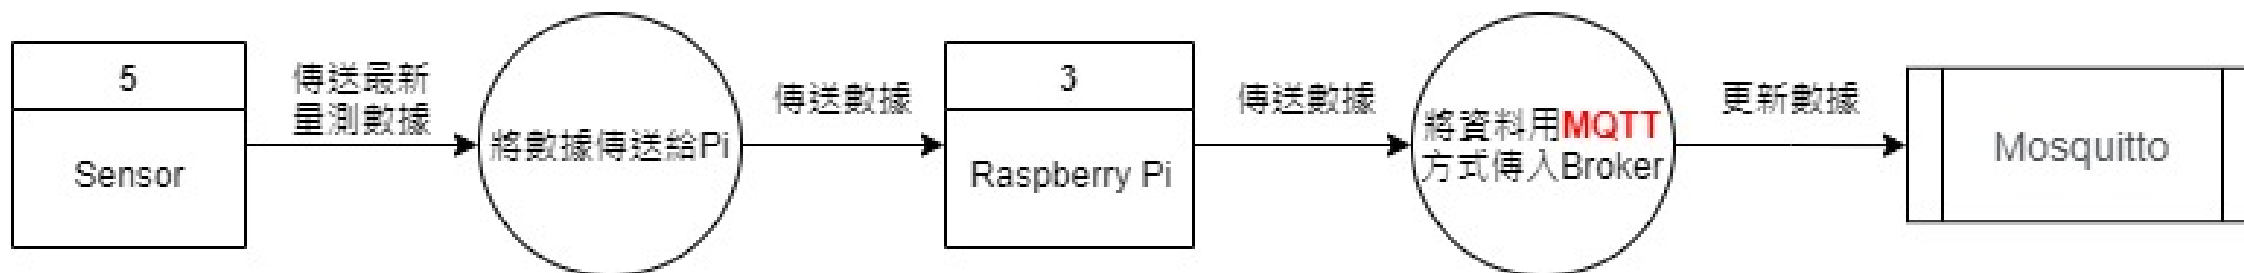 5
Sensor
傳送最新
量測數據
將數據傳送給Pi
傳送數據
3
Raspberry Pi
傳送數據
將資料用MQTT
方式傳入Broker
更新數據
Mosquitto